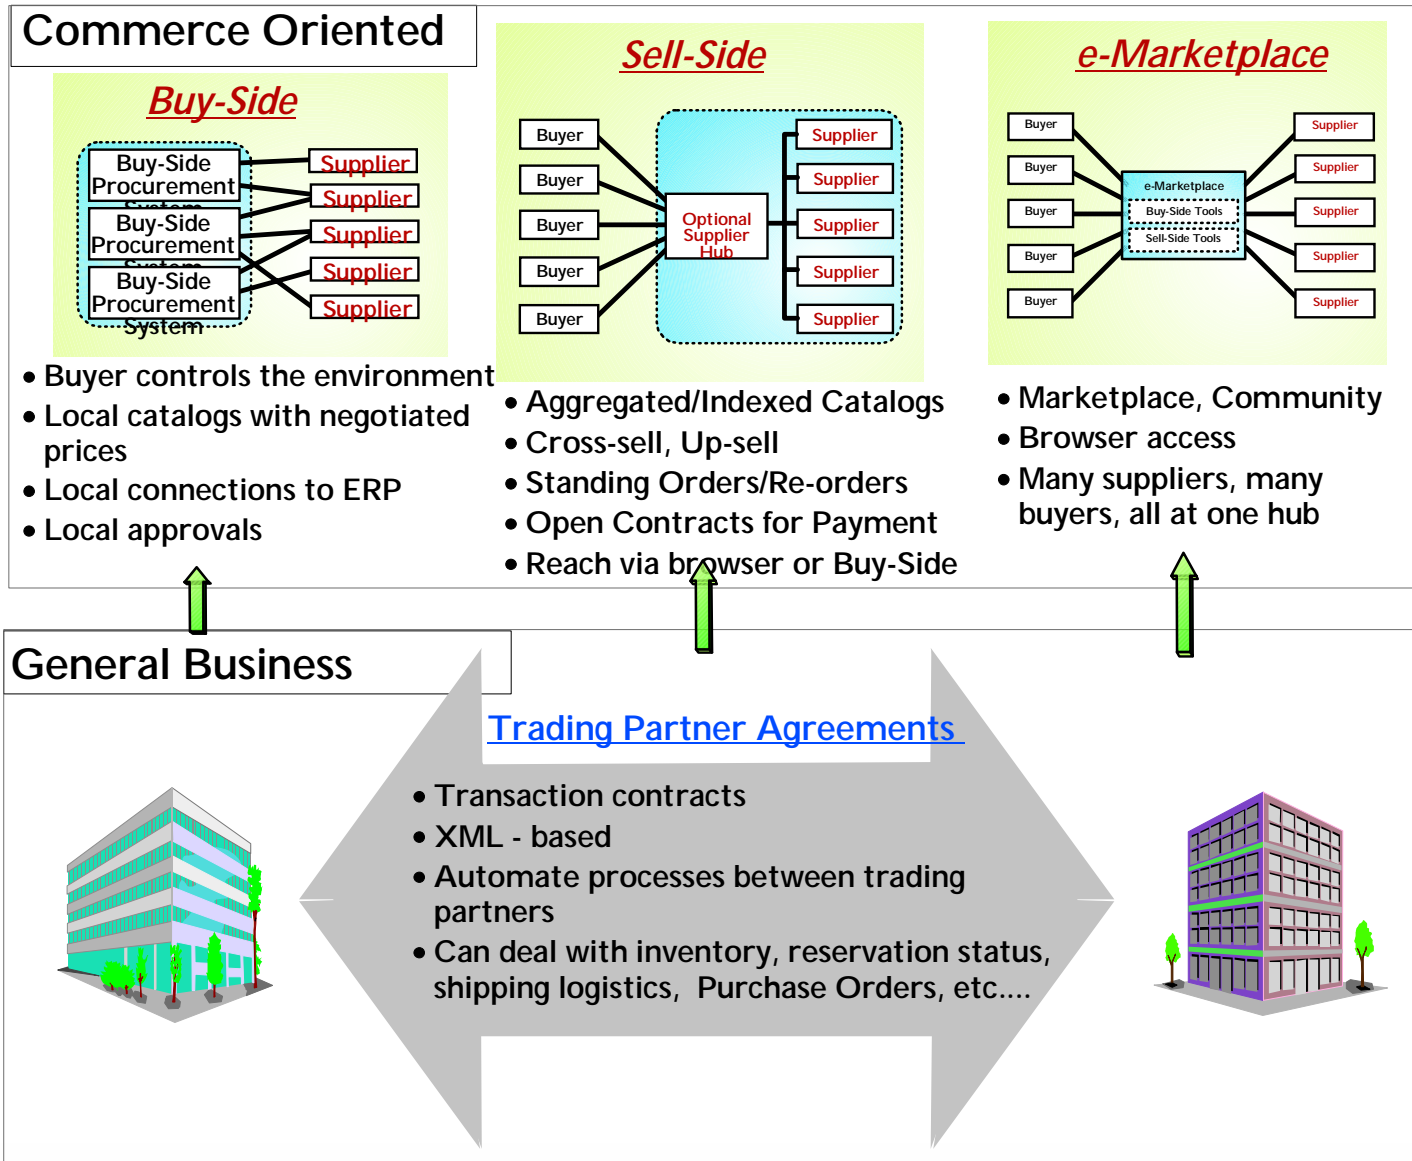 Commerce Oriented
Buy-Side
Buy-Side
Procurement
System
Buy-Side
Procurement
System
Buy-Side
Procurement
System
Supplier
Supplier
Supplier
Supplier
Supplier
• Buyer controls the environment
• Local catalogs with negotiated
prices
• Local connections to ERP
• Local approvals
Sell-Side
Buyer
Buyer
Buyer
Buyer
Buyer
Optional
Supplier
Hub
Supplier
Supplier
Supplier
Supplier
Supplier
• Aggregated/Indexed Catalogs
• Cross-sell, Up-sell
• Standing Orders/Re-orders
• Open Contracts for Payment
• Reach via browser or Buy-Side
e-Marketplace
Buyer
Buyer
Buyer
Buyer
Buyer
e-Marketplace
Buy-Side Tools
Sell-Side Tools
Supplier
Supplier
Supplier
Supplier
Supplier
• Marketplace, Community
• Browser access
• Many suppliers, many
buyers, all at one hub
General Business
Trading Partner Agreements
• Transaction contracts
• XML - based
• Automate processes between trading
partners
• Can deal with inventory, reservation status,
shipping logistics, Purchase Orders, etc....